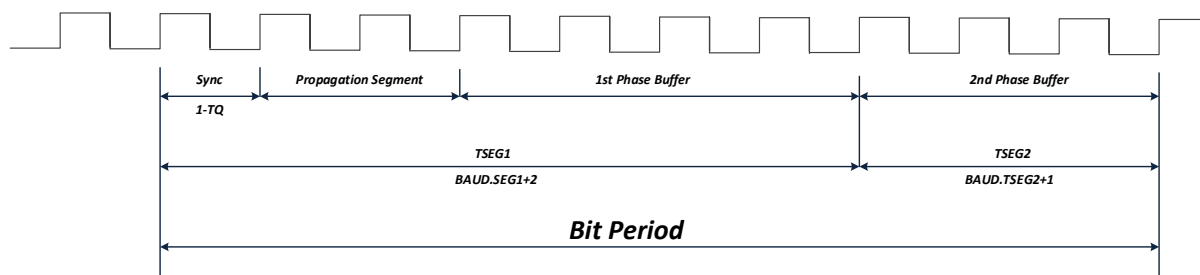 Sync
Propagation Segment
1st Phase Buffer
2nd Phase Buffer
1-TQ
TSEG1
TSEG2
BAUD.SEG1+2
BAUD.TSEG2+1
Bit Period